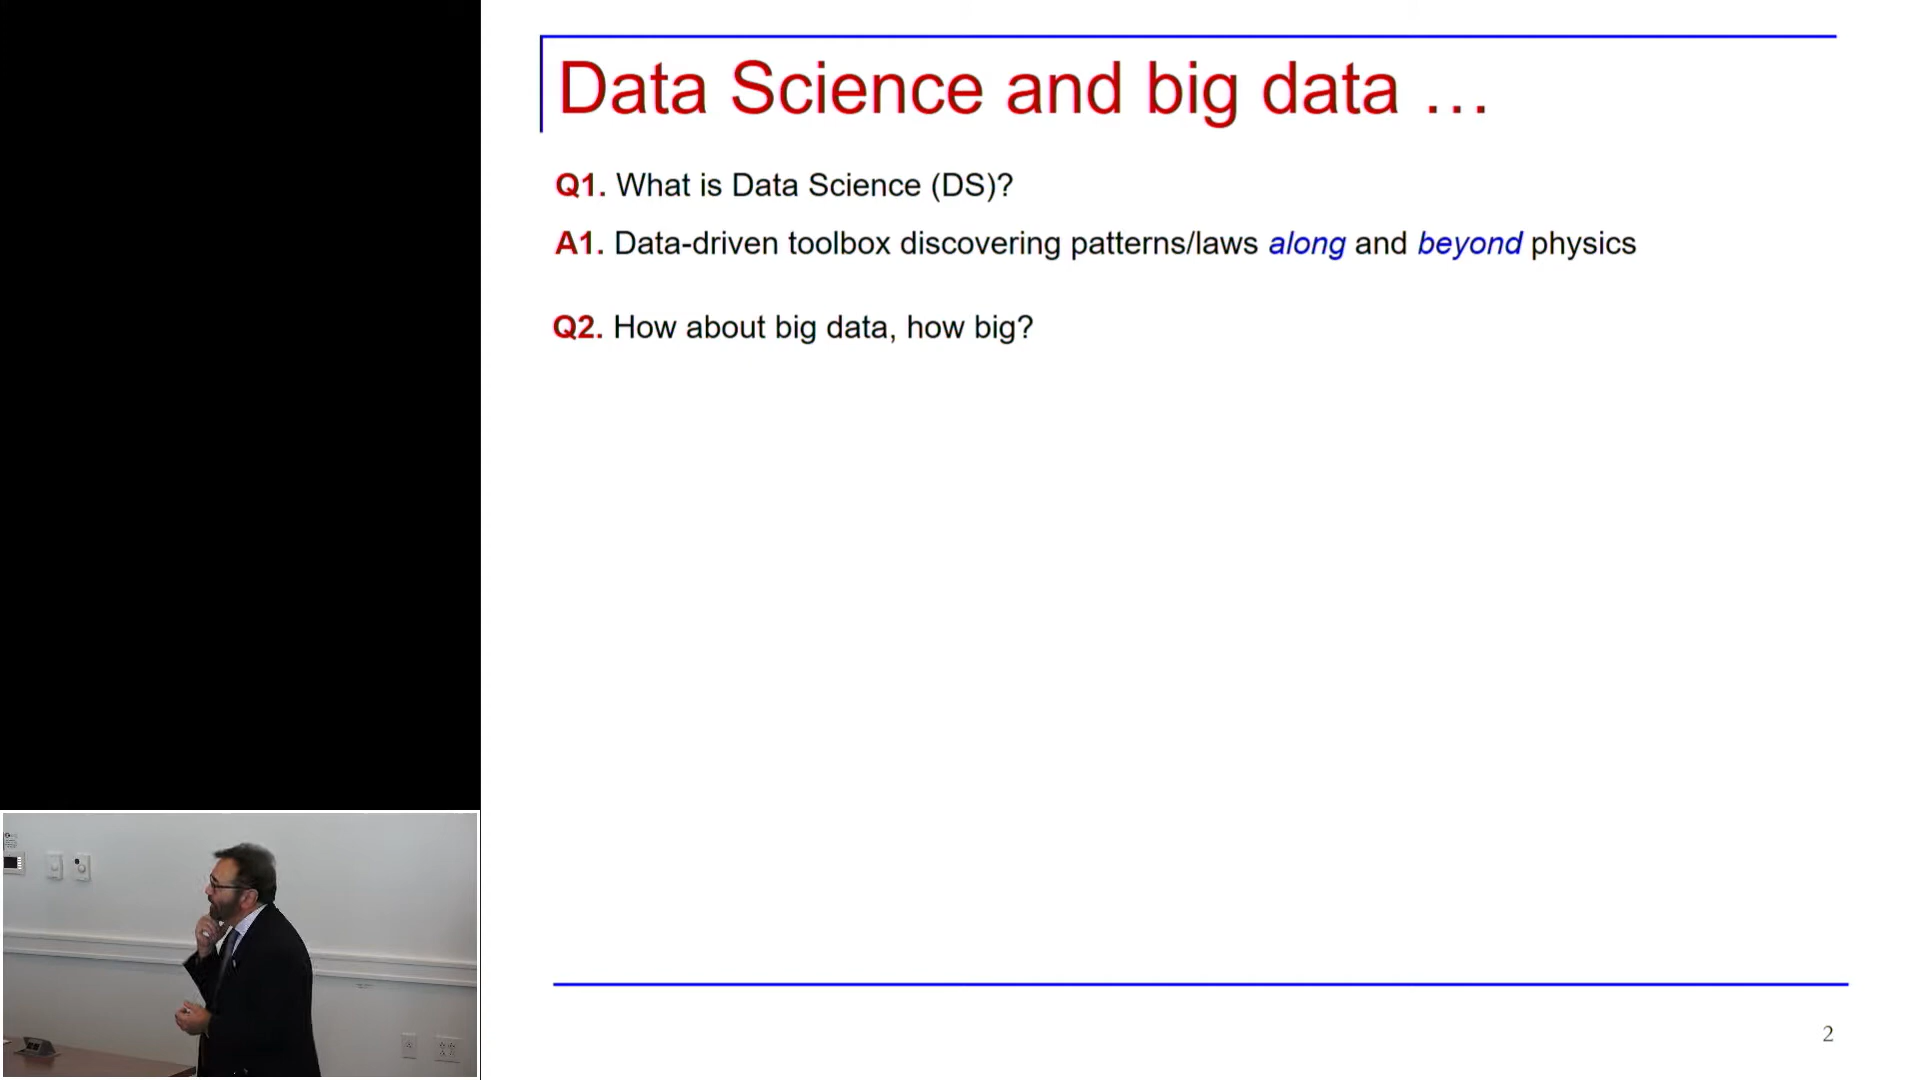 Data Science and big data …
Q1. What is Data Science (DS)?
A1. Data-driven toolbox discovering patterns/laws along and beyond physics
Q2. How about big data, how big?
2